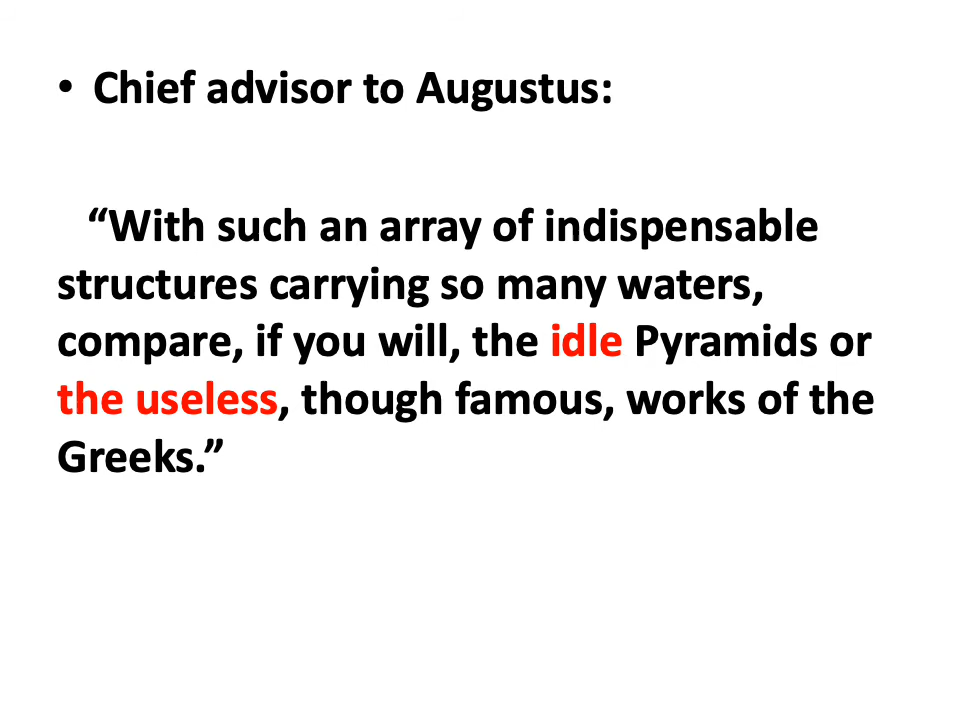 • Chief advisor to Augustus:
“With such an array of indispensable
structures carrying so many waters,
compare, if you will, the idle Pyramids or
the useless, though famous, works of the
Greeks.”